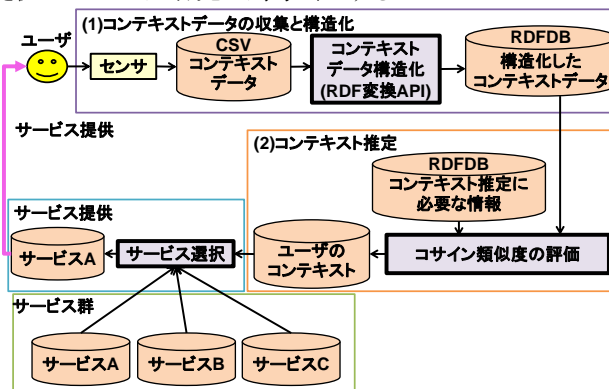 (1)コンテキストデータの収集と構造化
ユーザ
センサ
CSV
コンテキスト
データ
コンテキスト
データ構造化
(RDF変換API)
RDFDB
構造化した
コンテキストデータ
サービス提供
(2)コンテキスト推定
RDFDB
コンテキスト推定に
必要な情報
サービス提供
サービスA
サービス選択
ユーザの
コンテキスト
コサイン類似度の評価
サービス群
サービスA
サービスB
サービスC